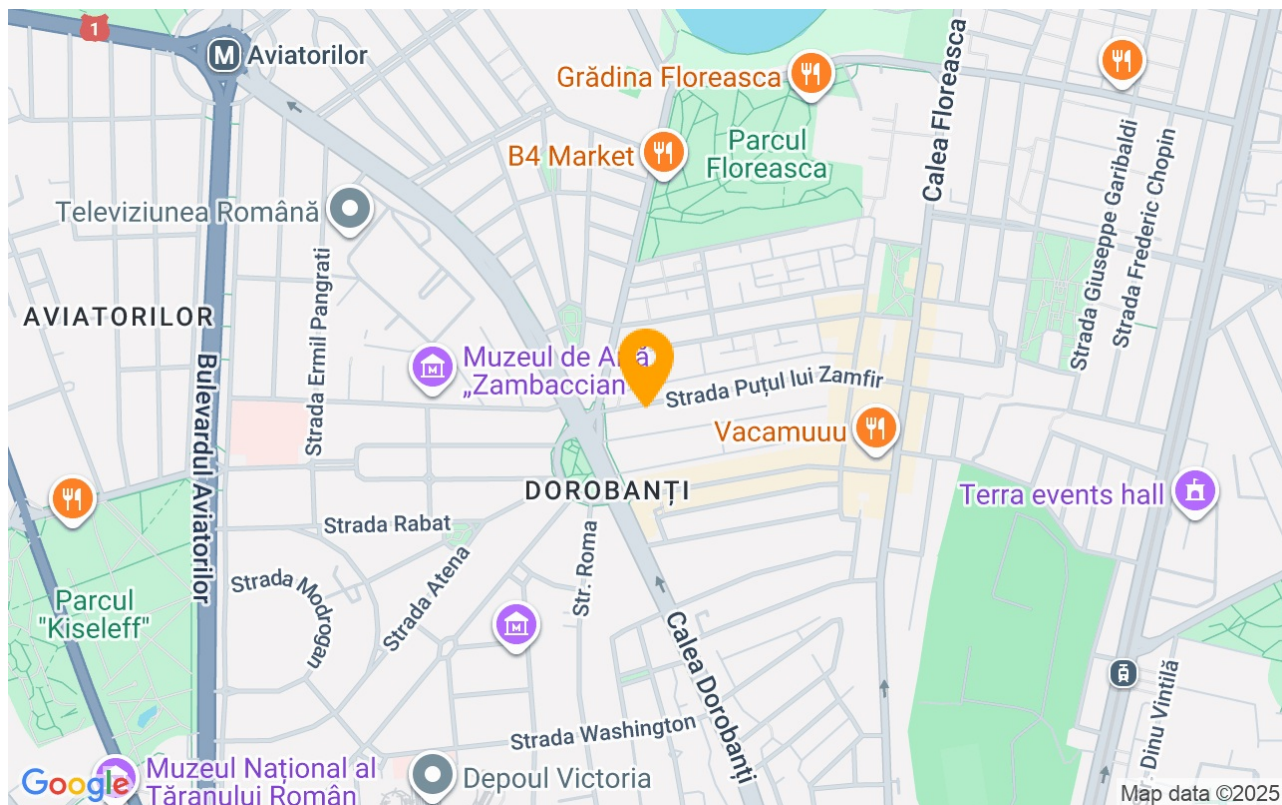 1
M Aviatorilor
Grădina Floreasca
B4 Market
Parcul
Floreasca
Calea Floreasca
Strada Giuseppe Garibaldi
Strada Frederic Chopin
Televiziunea Română
AVIATORILOR
Strada Ermil Pangrati
Bulevardul Aviatorilor
Muzeul de A ă
„Zambaccian
Strada Puțul lui Zamfir
Vacamuuu
DOROBANȚI
Terra events hall
Strada Rabat
Strada Atena
Str. Roma
Strada Modrogan
Parcul
"Kiseleff"
Calea Dorobanți
Strada Washington
Dinu Vintilă
Muzeul Național al
Țăranului Român
Depoul Victoria
Google
Map data ©2025